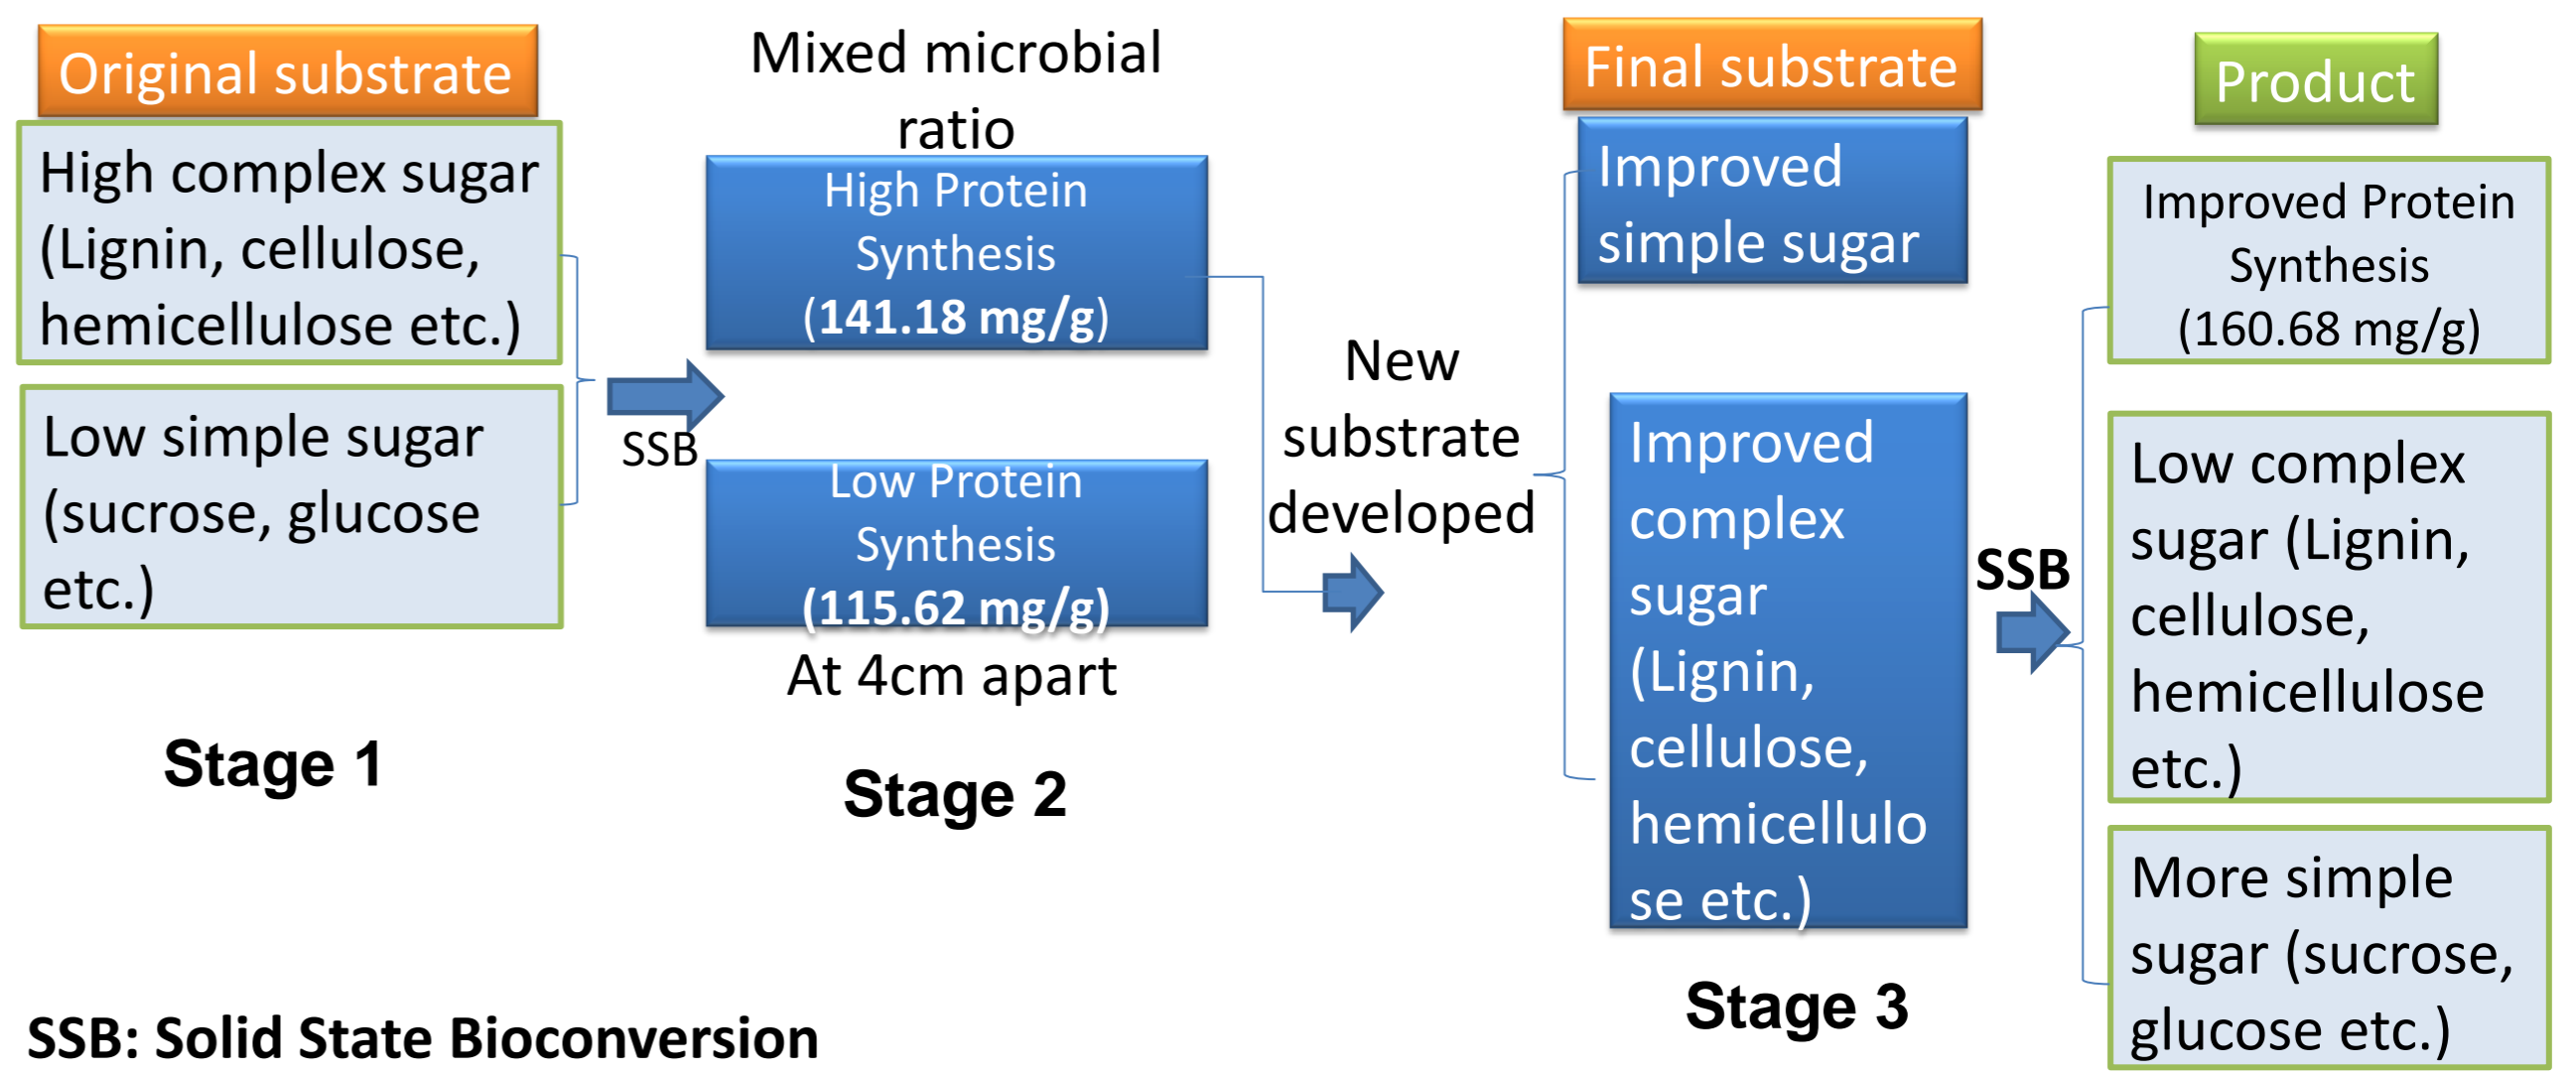 Original substrate
High complex sugar
(Lignin, cellulose,
hemicellulose etc.)
Low simple sugar
(sucrose, glucose
etc.)
Stage 1
SSB
Mixed microbial
ratio
High Protein
Synthesis
(141.18 mg/g)
Low Protein
Synthesis
(115.62 mg/g)
At 4cm apart
Stage 2
New
substrate
developed
Final substrate
Improved
simple sugar
Improved
complex
sugar
(Lignin,
cellulose,
hemicellulo
se etc.)
Stage 3
SSB
Product
Improved Protein
Synthesis
(160.68 mg/g)
Low complex
sugar (Lignin,
cellulose,
hemicellulose
etc.)
More simple
sugar (sucrose,
glucose etc.)
SSB: Solid State Bioconversion